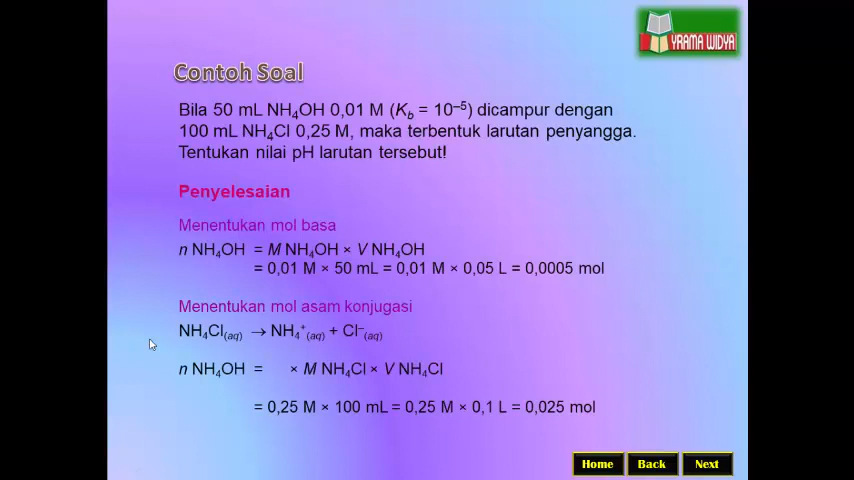 YRAMA WIDYA
Contoh Soal
Bila 50 mL NH₄OH 0,01 M (K_b = 10⁻⁵) dicampur dengan
100 mL NH₄Cl 0,25 M, maka terbentuk larutan penyangga.
Tentukan nilai pH larutan tersebut!
Penyelesaian
Menentukan mol basa
n NH₄OH = M NH₄OH × V NH₄OH
= 0,01 M × 50 mL = 0,01 M × 0,05 L = 0,0005 mol
Menentukan mol asam konjugasi
NH₄Cl(aq) → NH₄⁺(aq) + Cl⁻(aq)
n NH₄OH = × M NH₄Cl × V NH₄Cl
= 0,25 M × 100 mL = 0,25 M × 0,1 L = 0,025 mol
Home Back Next